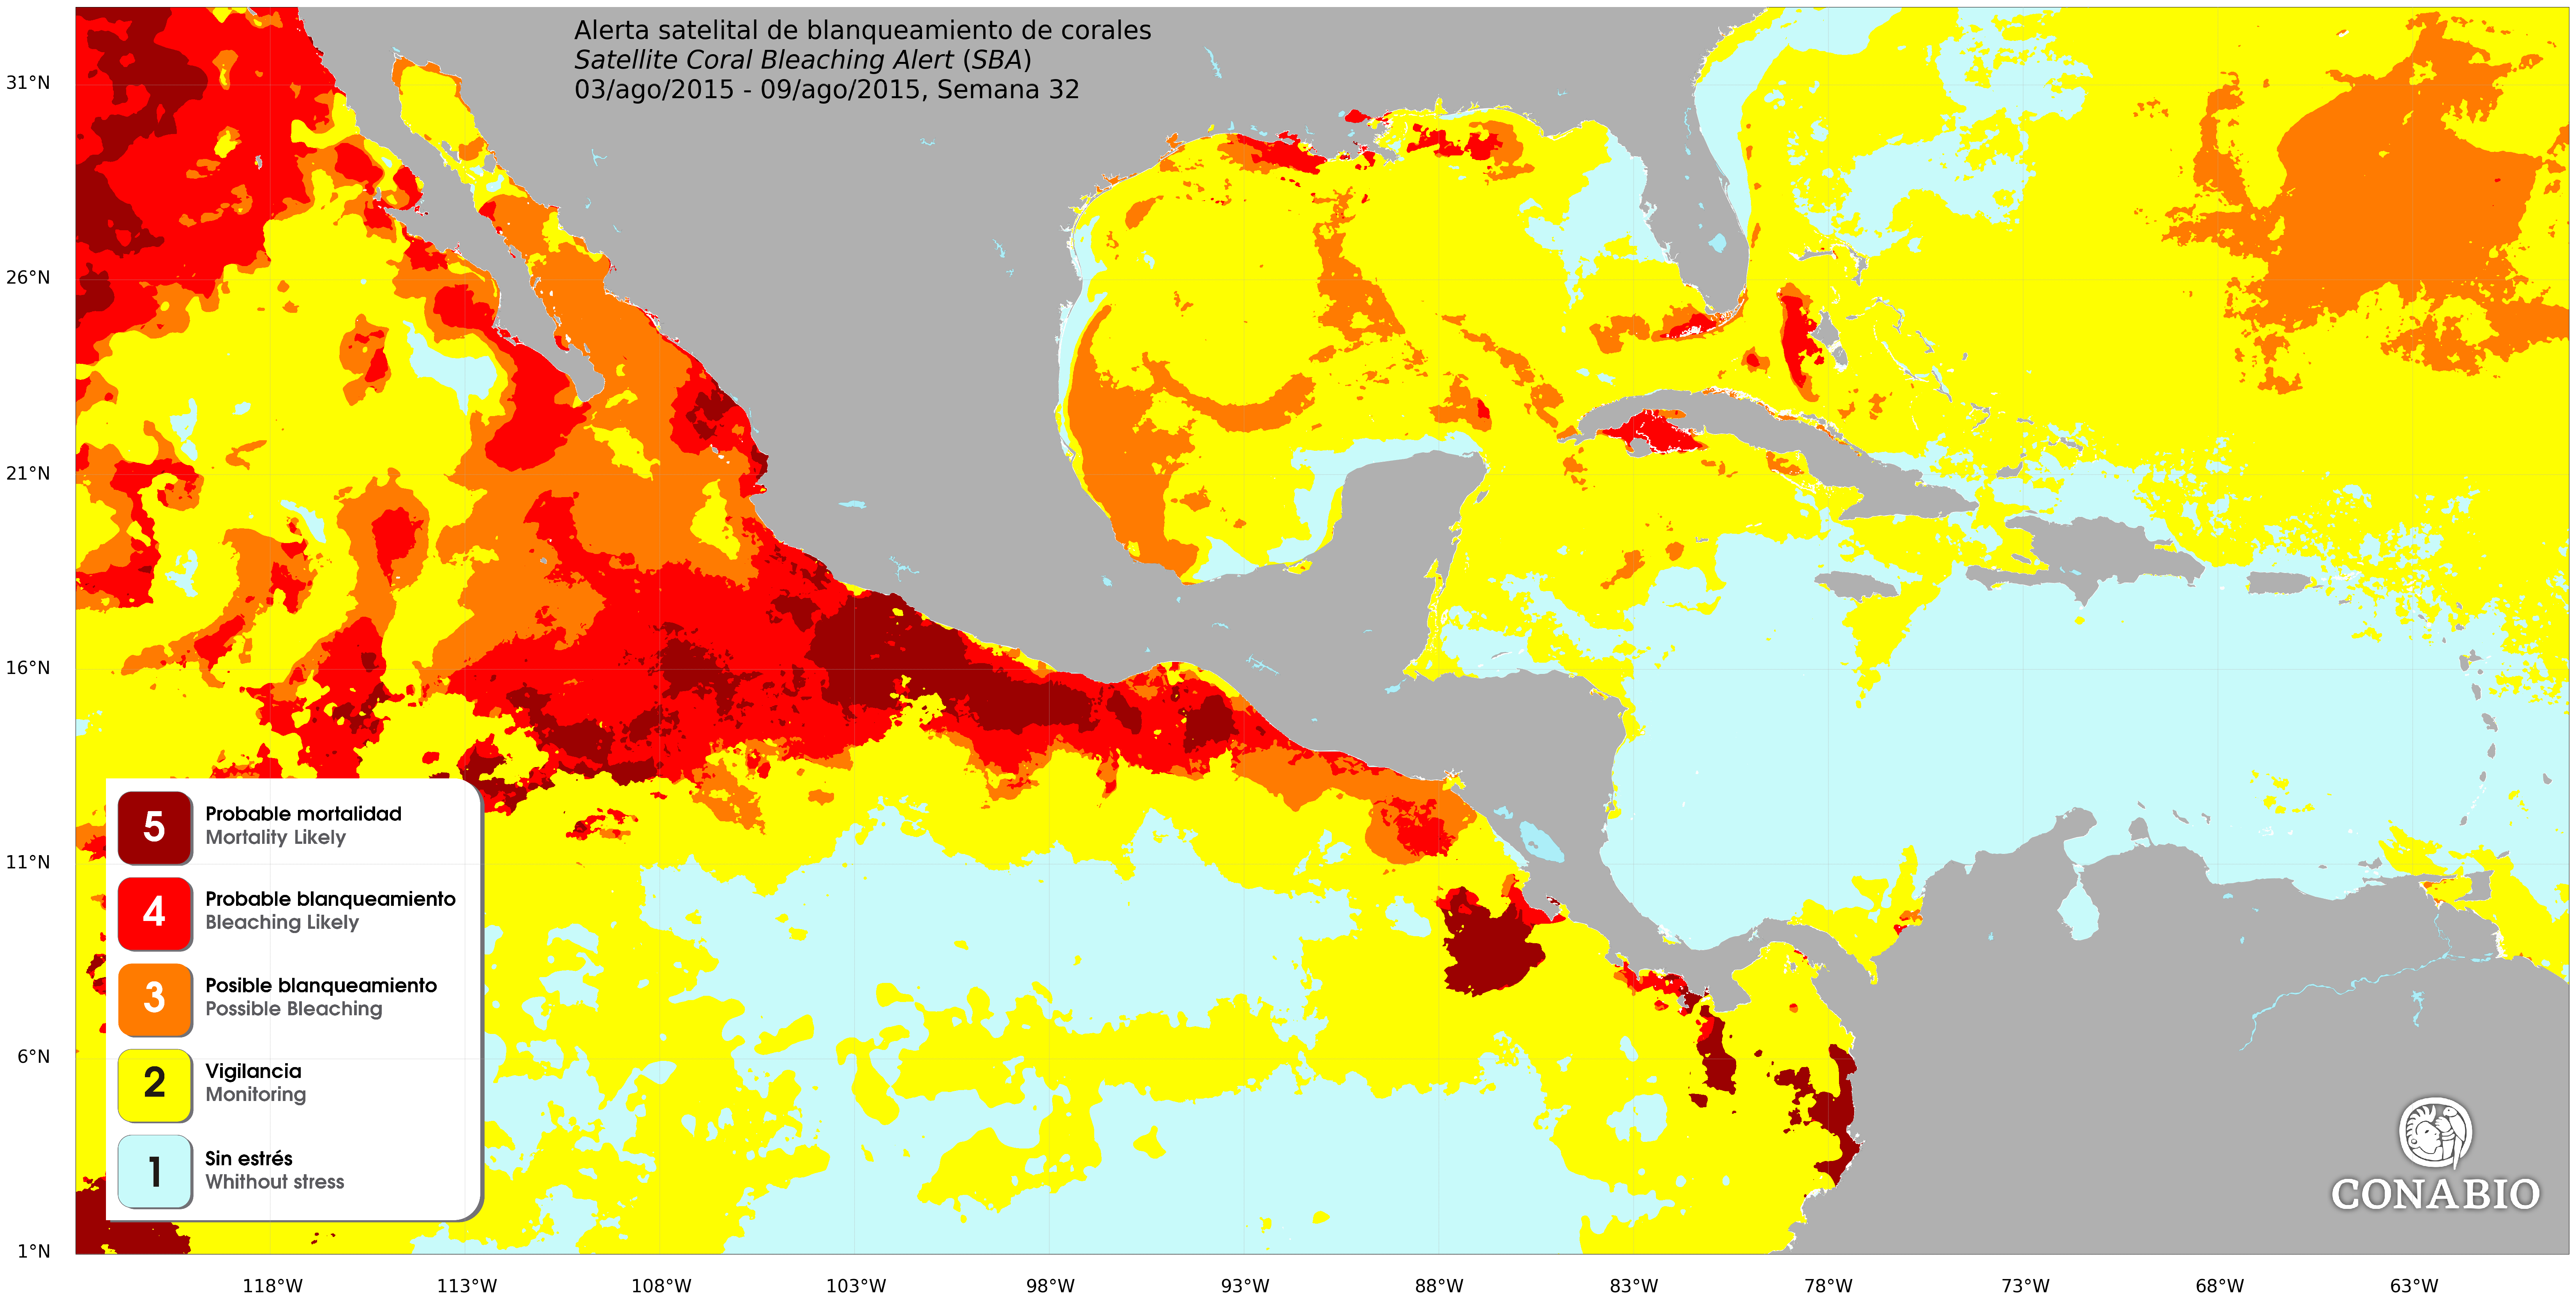 Alerta satelital de blanqueamiento de corales
Satellite Coral Bleaching Alert (SBA)
03/ago/2015 - 09/ago/2015, Semana 32
31°N
26°N
21°N
16°N
11°N
6°N
1°N
5
Probable mortalidad
Mortality Likely
4
Probable blanqueamiento
Bleaching Likely
3
Posible blanqueamiento
Possible Bleaching
2
Vigilancia
Monitoring
1
Sin estrés
Whithout stress
CONABIO
118°W 113°W 108°W 103°W 98°W 93°W 88°W 83°W 78°W 73°W 68°W 63°W